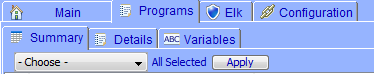 Main Programs Elk Configuration
Summary Details ABC Variables
- Choose - All Selected Apply